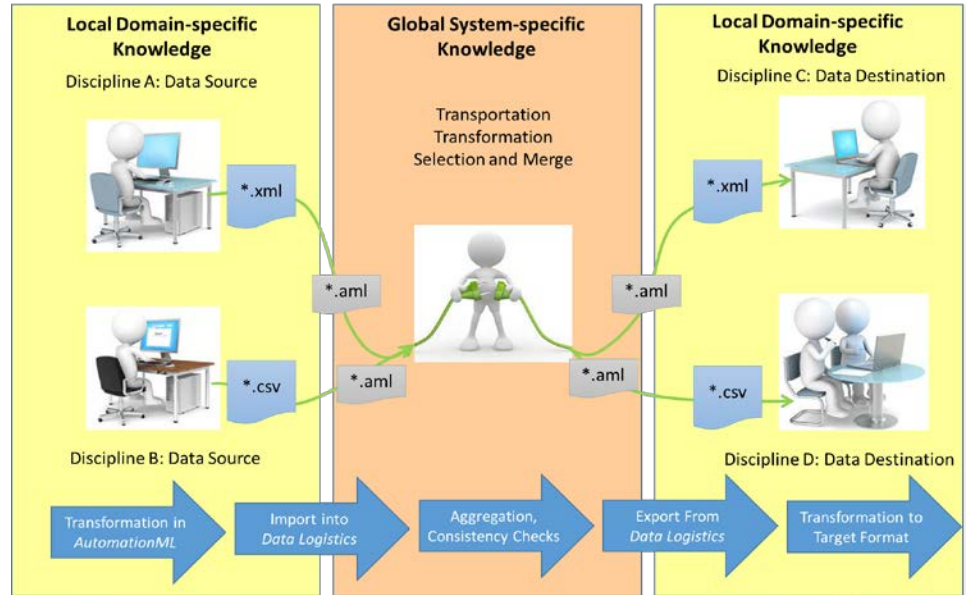 Local Domain-specific
Knowledge
Discipline A: Data Source
*.xml
*.csv
Discipline B: Data Source
Global System-specific
Knowledge
Transportation
Transformation
Selection and Merge
*.aml
*.aml
*.aml
*.aml
Local Domain-specific
Knowledge
Discipline C: Data Destination
*.xml
*.csv
Discipline D: Data Destination
Transformation in
AutomationML
Import into
Data Logistics
Aggregation,
Consistency Checks
Export From
Data Logistics
Transformation to
Target Format